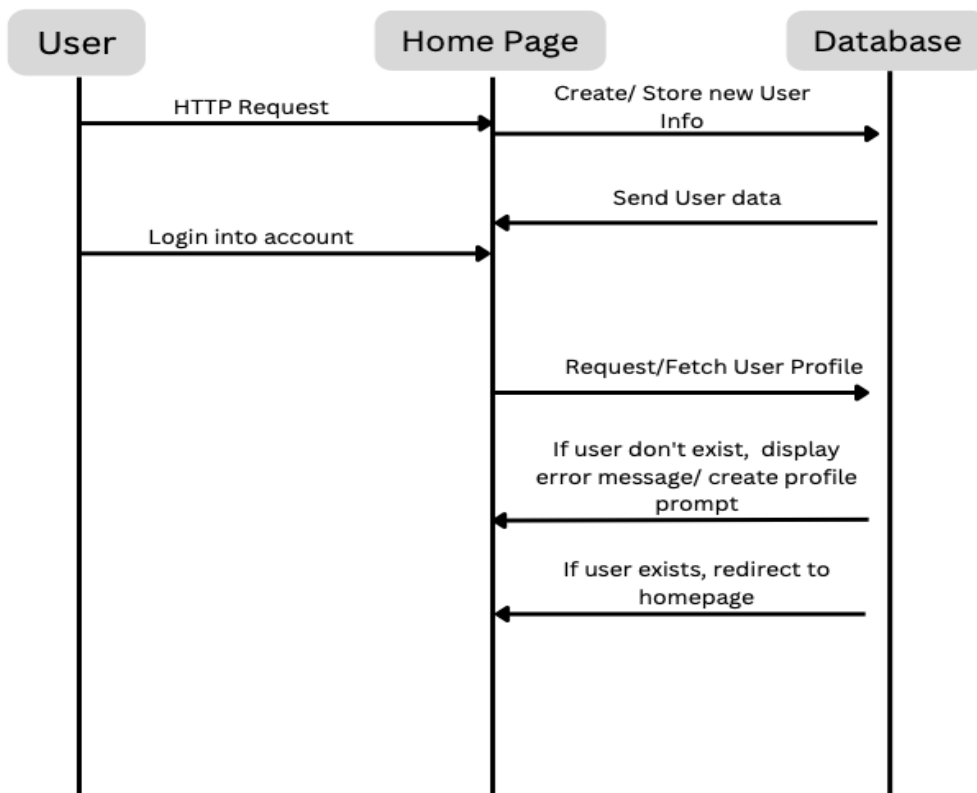 User
Home Page
Database
HTTP Request
Create/ Store new User
Info
Send User data
Login into account
Request/Fetch User Profile
If user don't exist,  display
error message/ create profile
prompt
If user exists, redirect to
homepage